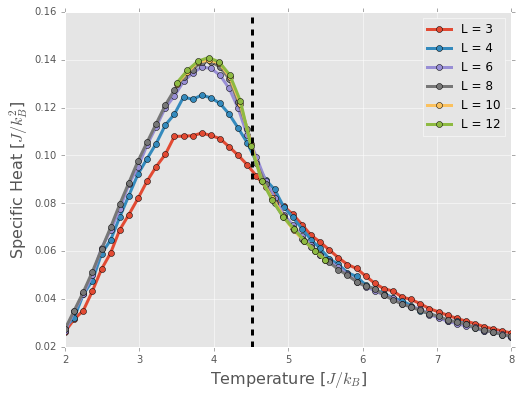 0.16
0.14
0.12
0.10
0.08
0.06
0.04
0.02
Specific Heat [J/k_B^2]
L = 3
L = 4
L = 6
L = 8
L = 10
L = 12
2 3 4 5 6 7 8
Temperature [J/k_B]